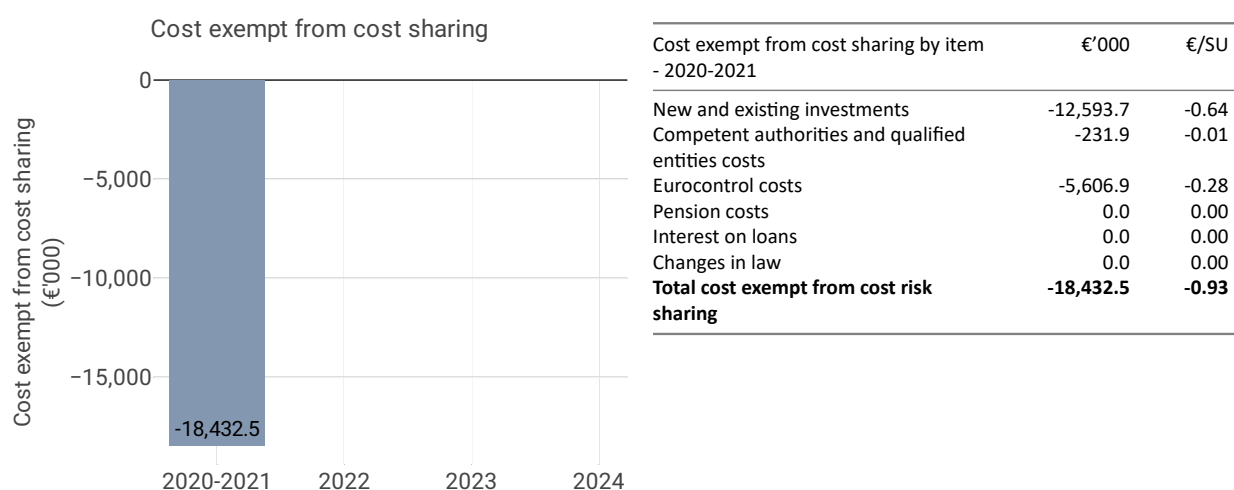 Cost exempt from cost sharing
Cost exempt from cost sharing
(€'000)
0
−5,000
−10,000
−15,000
-18,432.5
2020-2021 2022 2023 2024
Cost exempt from cost sharing by item €’000 €/SU
- 2020-2021
New and existing investments -12,593.7 -0.64
Competent authorities and qualified -231.9 -0.01
entities costs
Eurocontrol costs -5,606.9 -0.28
Pension costs 0.0 0.00
Interest on loans 0.0 0.00
Changes in law 0.0 0.00
Total cost exempt from cost risk -18,432.5 -0.93
sharing